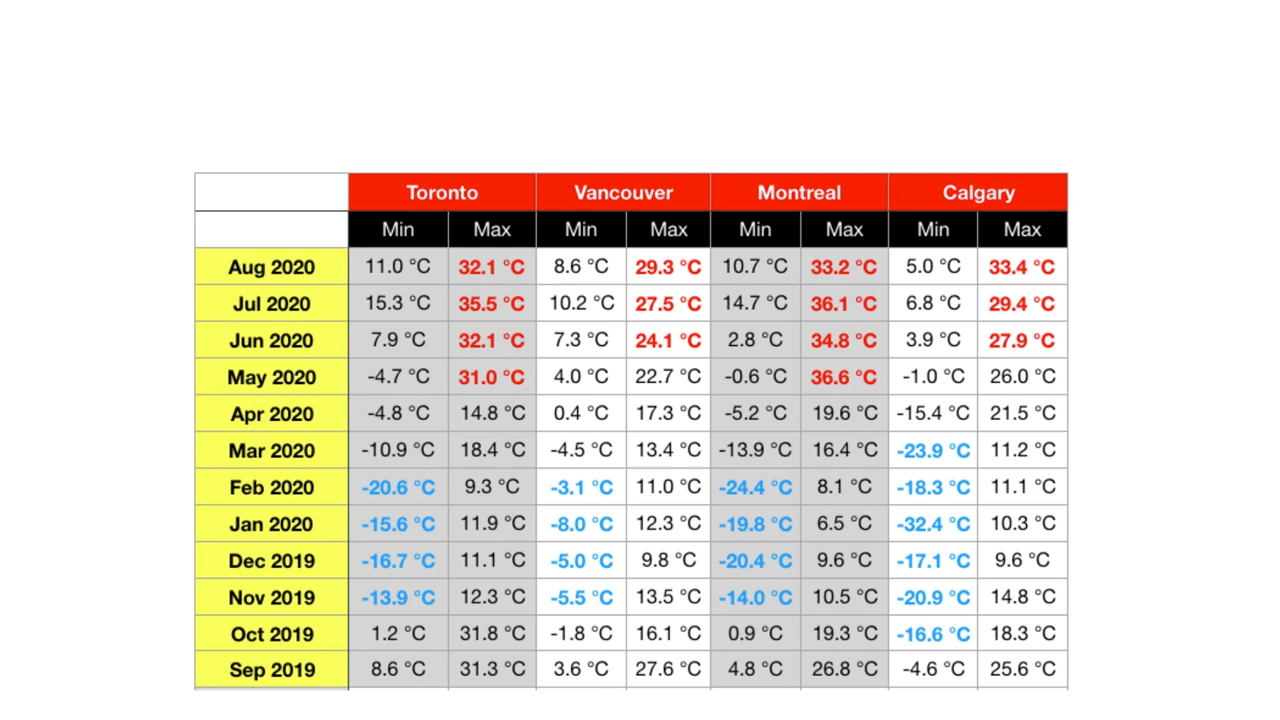 Toronto Vancouver Montreal Calgary
Min Max Min Max Min Max Min Max
Aug 2020 11.0 °C 32.1 °C 8.6 °C 29.3 °C 10.7 °C 33.2 °C 5.0 °C 33.4 °C
Jul 2020 15.3 °C 35.5 °C 10.2 °C 27.5 °C 14.7 °C 36.1 °C 6.8 °C 29.4 °C
Jun 2020 7.9 °C 32.1 °C 7.3 °C 24.1 °C 2.8 °C 34.8 °C 3.9 °C 27.9 °C
May 2020 -4.7 °C 31.0 °C 4.0 °C 22.7 °C -0.6 °C 36.6 °C -1.0 °C 26.0 °C
Apr 2020 -4.8 °C 14.8 °C 0.4 °C 17.3 °C -5.2 °C 19.6 °C -15.4 °C 21.5 °C
Mar 2020 -10.9 °C 18.4 °C -4.5 °C 13.4 °C -13.9 °C 16.4 °C -23.9 °C 11.2 °C
Feb 2020 -20.6 °C 9.3 °C -3.1 °C 11.0 °C -24.4 °C 8.1 °C -18.3 °C 11.1 °C
Jan 2020 -15.6 °C 11.9 °C -8.0 °C 12.3 °C -19.8 °C 6.5 °C -32.4 °C 10.3 °C
Dec 2019 -16.7 °C 11.1 °C -5.0 °C 9.8 °C -20.4 °C 9.6 °C -17.1 °C 9.6 °C
Nov 2019 -13.9 °C 12.3 °C -5.5 °C 13.5 °C -14.0 °C 10.5 °C -20.9 °C 14.8 °C
Oct 2019 1.2 °C 31.8 °C -1.8 °C 16.1 °C 0.9 °C 19.3 °C -16.6 °C 18.3 °C
Sep 2019 8.6 °C 31.3 °C 3.6 °C 27.6 °C 4.8 °C 26.8 °C -4.6 °C 25.6 °C